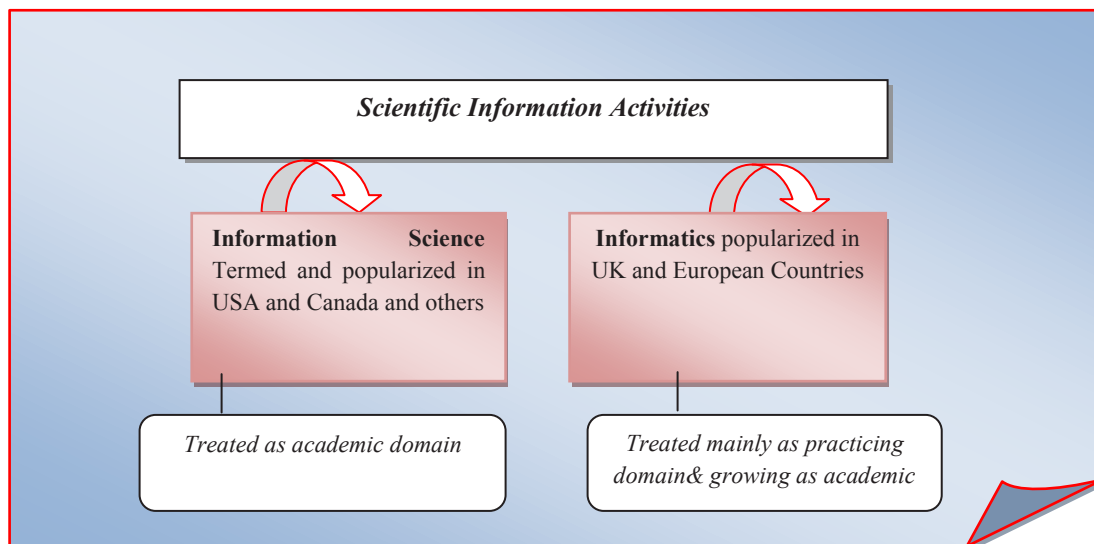 Scientific Information Activities
Information Science
Termed and popularized in
USA and Canada and others
Informatics popularized in
UK and European Countries
Treated as academic domain
Treated mainly as practicing
domain& growing as academic